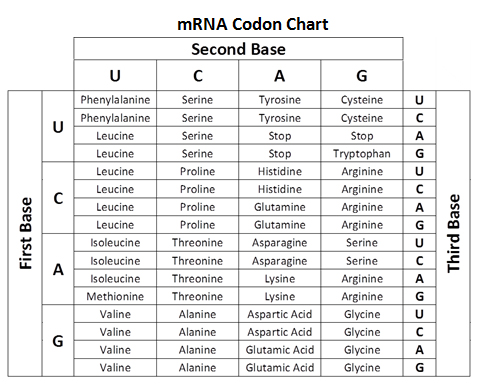 mRNA Codon Chart
Second Base
U C A G
First Base
Third Base
U
Phenylalanine Serine Tyrosine Cysteine U
Phenylalanine Serine Tyrosine Cysteine C
Leucine Serine Stop Stop A
Leucine Serine Stop Tryptophan G
C
Leucine Proline Histidine Arginine U
Leucine Proline Histidine Arginine C
Leucine Proline Glutamine Arginine A
Leucine Proline Glutamine Arginine G
A
Isoleucine Threonine Asparagine Serine U
Isoleucine Threonine Asparagine Serine C
Isoleucine Threonine Lysine Arginine A
Methionine Threonine Lysine Arginine G
G
Valine Alanine Aspartic Acid Glycine U
Valine Alanine Aspartic Acid Glycine C
Valine Alanine Glutamic Acid Glycine A
Valine Alanine Glutamic Acid Glycine G